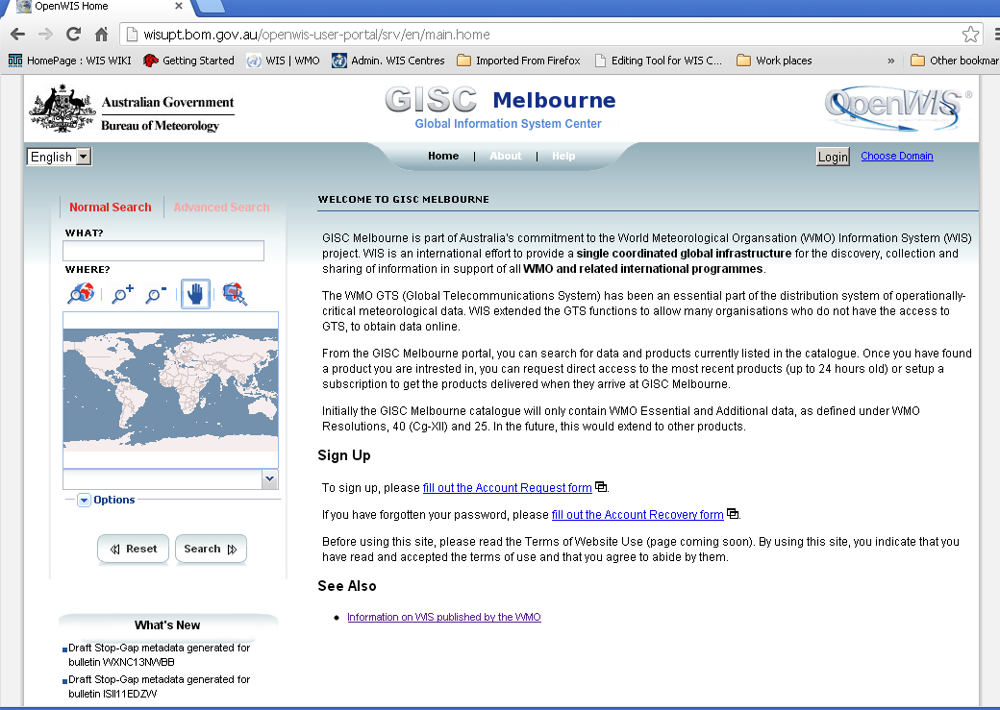 OpenWIS Home
wisupt.bom.gov.au/openwis-user-portal/srv/en/main.home
HomePage : WIS WIKI
Getting Started
WIS | WMO
Admin. WIS Centres
Imported From Firefox
Editing Tool for WIS C...
Work places
»
Other bookmar
Australian Government
Bureau of Meteorology
GISC Melbourne
Global Information System Center
OpenWIS®
English
Home | About | Help
Login
Choose Domain
Normal Search
Advanced Search
WHAT?
WHERE?
Options
Reset
Search
What's New
Draft Stop-Gap metadata generated for
bulletin WXNC13NWBB
Draft Stop-Gap metadata generated for
bulletin ISII11EDZW
WELCOME TO GISC MELBOURNE
GISC Melbourne is part of Australia's commitment to the World Meteorological Organsation (WMO) Information System (WIS)
project. WIS is an international effort to provide a single coordinated global infrastructure for the discovery, collection and
sharing of information in support of all WMO and related international programmes.
The WMO GTS (Global Telecommunications System) has been an essential part of the distribution system of operationally-
critical meteorological data. WIS extended the GTS functions to allow many organisations who do not have the access to
GTS, to obtain data online.
From the GISC Melbourne portal, you can search for data and products currently listed in the catalogue. Once you have found
a product you are intrested in, you can request direct access to the most recent products (up to 24 hours old) or setup a
subscription to get the products delivered when they arrive at GISC Melbourne.
Initially the GISC Melbourne catalogue will only contain WMO Essential and Additional data, as defined under WMO
Resolutions, 40 (Cg-XII) and 25. In the future, this would extend to other products.
Sign Up
To sign up, please fill out the Account Request form.
If you have forgotten your password, please fill out the Account Recovery form.
Before using this site, please read the Terms of Website Use (page coming soon). By using this site, you indicate that you
have read and accepted the terms of use and that you agree to abide by them.
See Also
Information on WIS published by the WMO